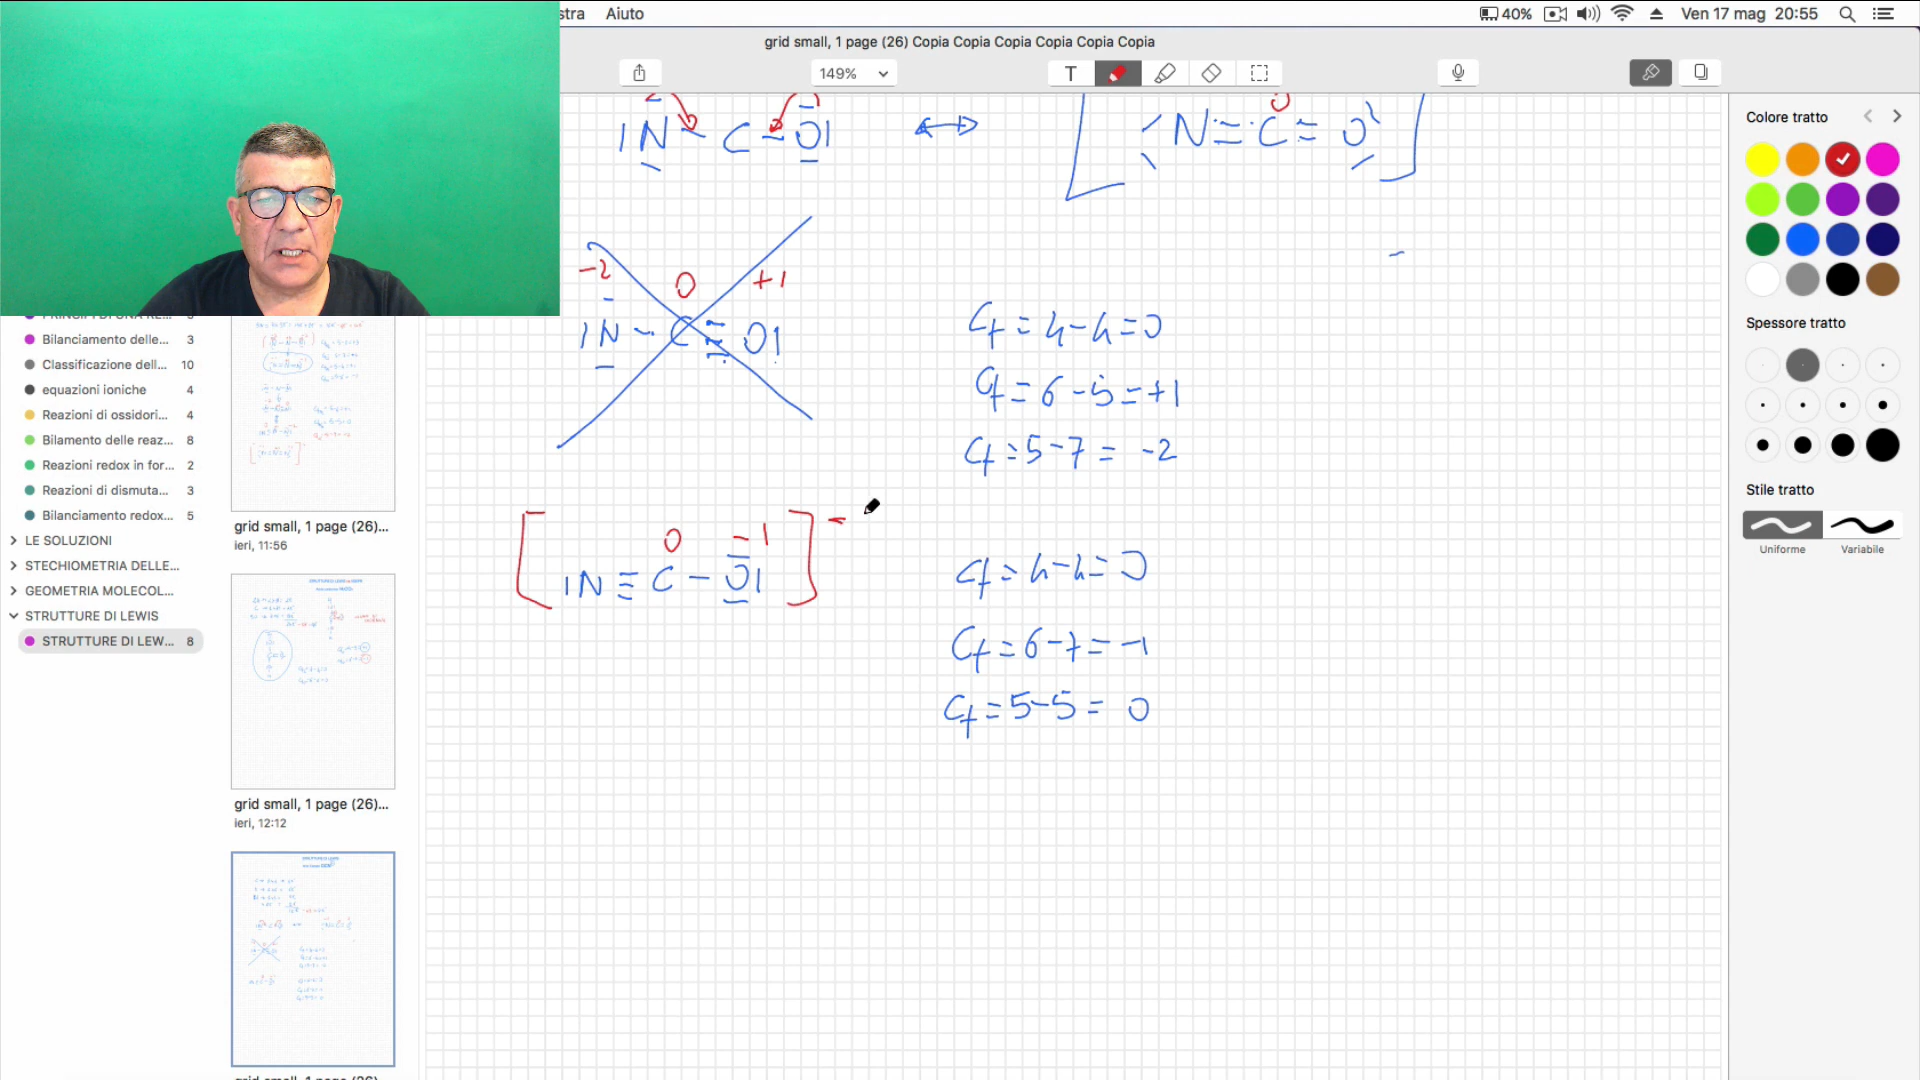 stra Aiuto 40% Ven 17 mag 20:55
grid small, 1 page (26) Copia Copia Copia Copia Copia Copia
149% T
Bilanciamento delle... 3
Classificazione dell... 10
equazioni ioniche 4
Reazioni di ossidori... 4
Bilamento delle reaz... 8
Reazioni redox in for... 2
Reazioni di dismuta... 3
Bilanciamento redox... 5
LE SOLUZIONI
STECHIOMETRIA DELLE...
GEOMETRIA MOLECOL...
STRUTTURE DI LEWIS
STRUTTURE DI LEW... 8
grid small, 1 page (26)...
ieri, 11:56
grid small, 1 page (26)...
ieri, 12:12
N - C - O ↔ [N = C = O
-2 0 +1
N - C ≡ O
Cf = 4-4=0
Cf = 6-5=+1
Cf = 5-7 = -2
0 -1
[N ≡ C - O]-
Cf = 4-4=0
Cf = 6-7= -1
Cf = 5-5= 0
Colore tratto
Spessore tratto
Stile tratto
Uniforme Variabile